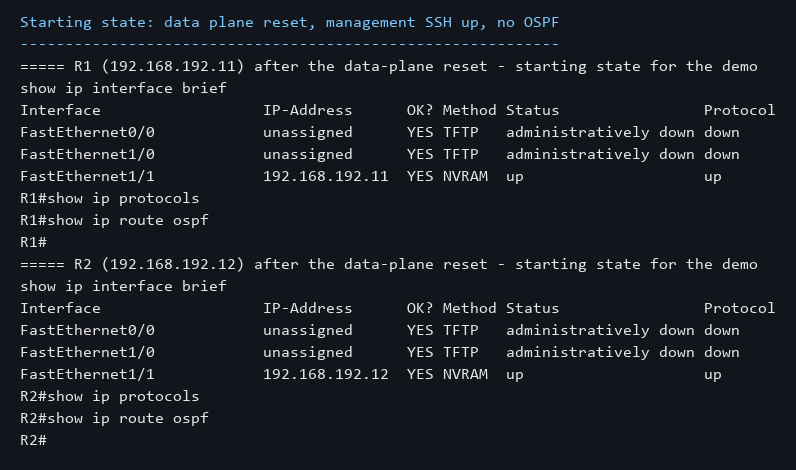 Starting state: data plane reset, management SSH up, no OSPF
------------------------------------------------------------
===== R1 (192.168.192.11) after the data-plane reset - starting state for the demo
show ip interface brief
Interface                  IP-Address      OK? Method Status                Protocol
FastEthernet0/0            unassigned      YES TFTP   administratively down down
FastEthernet1/0            unassigned      YES TFTP   administratively down down
FastEthernet1/1            192.168.192.11  YES NVRAM  up                    up
R1#show ip protocols
R1#show ip route ospf
R1#
===== R2 (192.168.192.12) after the data-plane reset - starting state for the demo
show ip interface brief
Interface                  IP-Address      OK? Method Status                Protocol
FastEthernet0/0            unassigned      YES TFTP   administratively down down
FastEthernet1/0            unassigned      YES TFTP   administratively down down
FastEthernet1/1            192.168.192.12  YES NVRAM  up                    up
R2#show ip protocols
R2#show ip route ospf
R2#